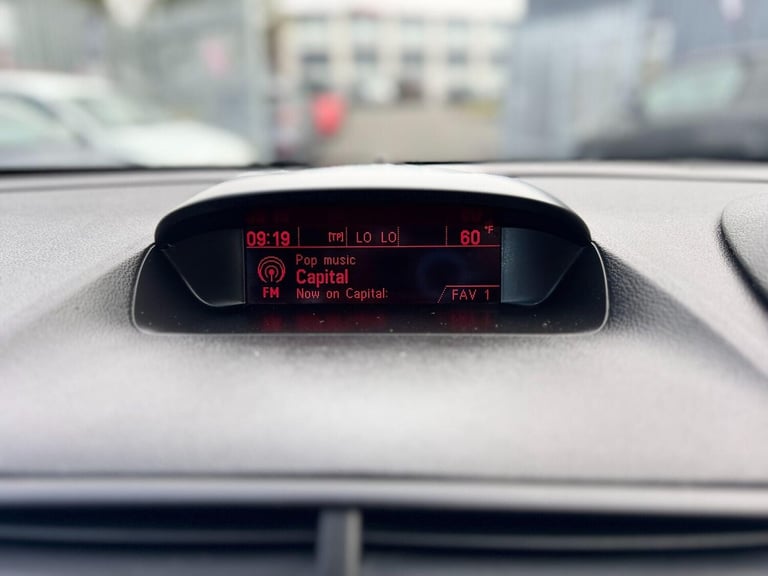 09:19 [TP] LO LO 60 °F
Pop music
Capital
FM Now on Capital: FAV 1